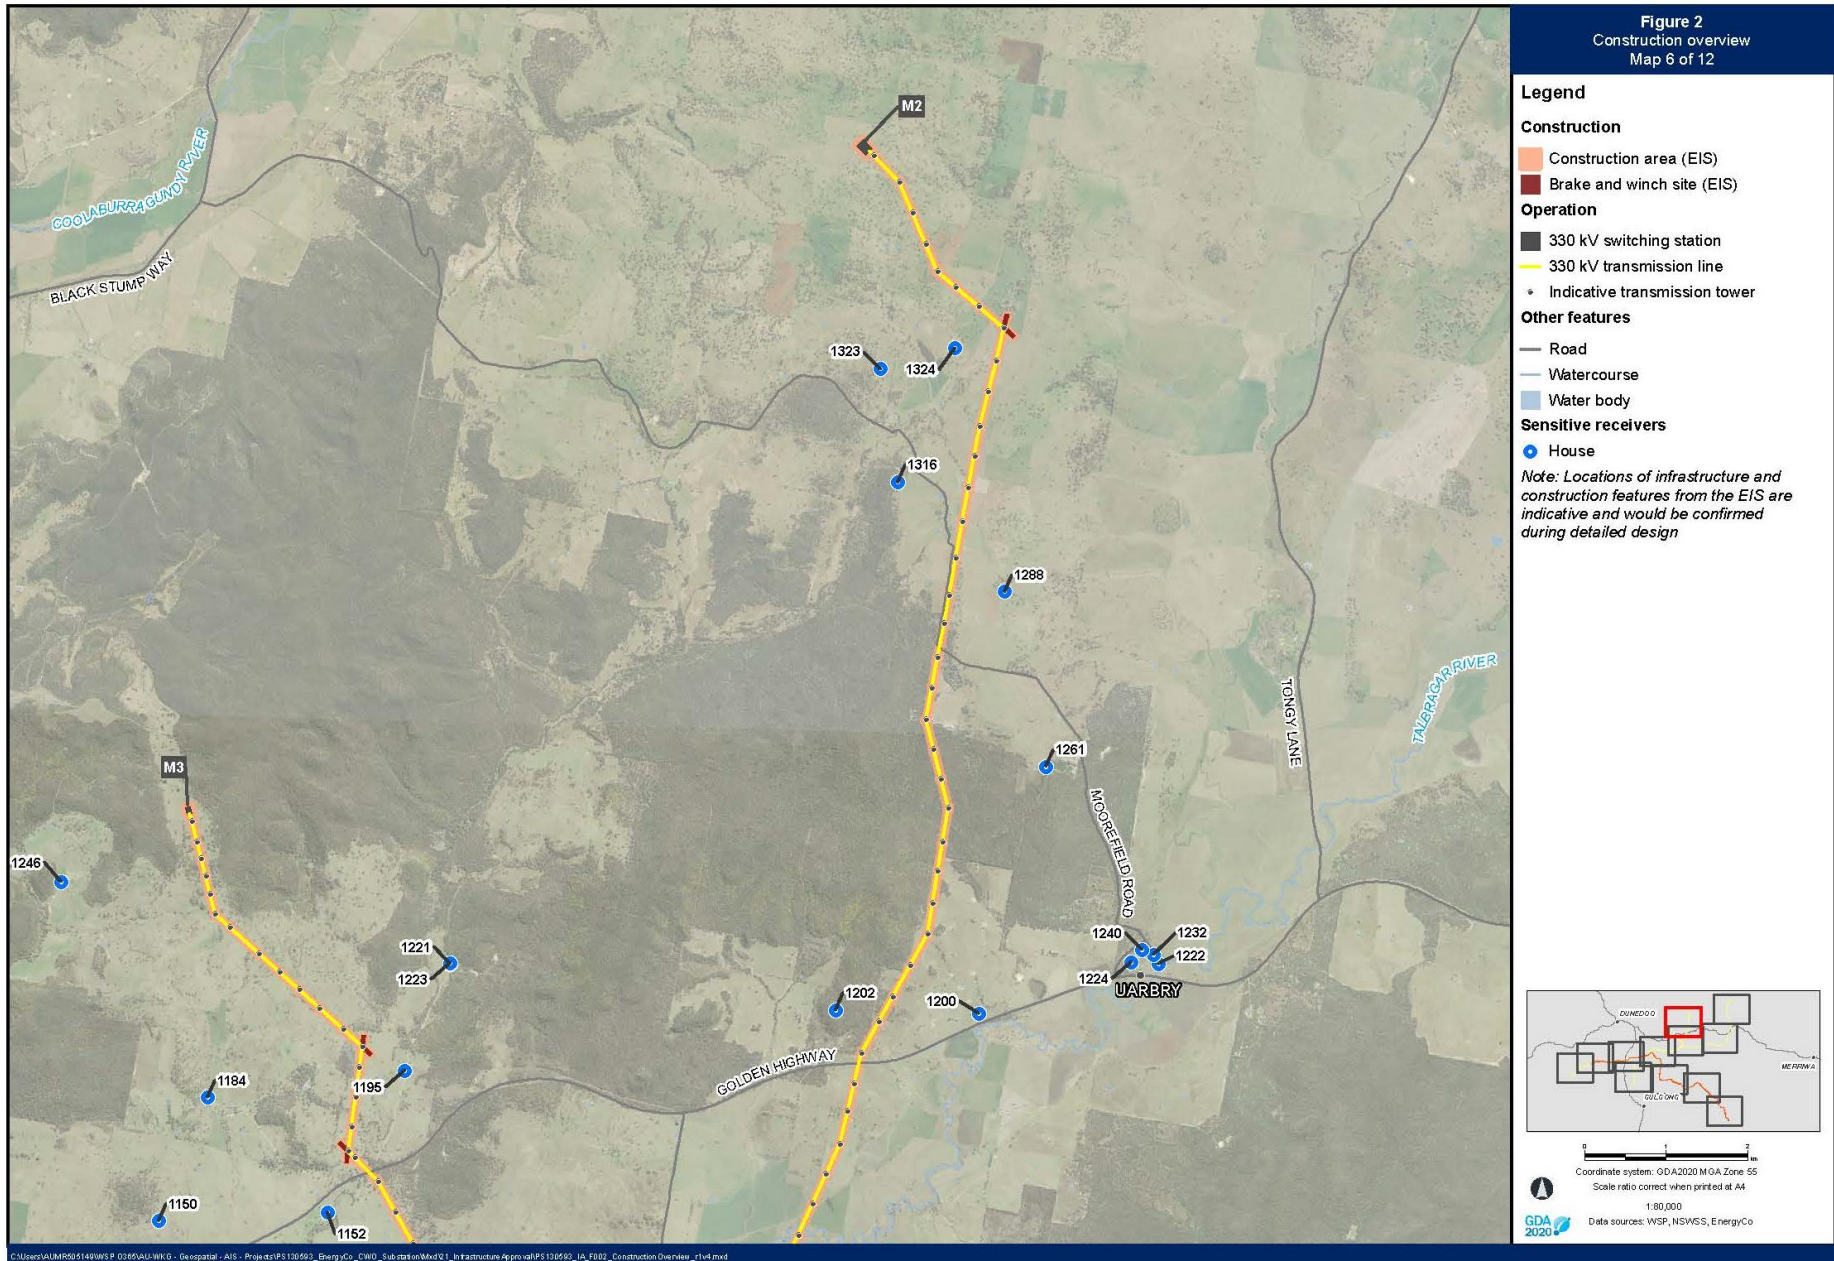 Figure 2
Construction overview
Map 6 of 12
Legend
Construction
Construction area (EIS)
Brake and winch site (EIS)
Operation
330 kV switching station
330 kV transmission line
Indicative transmission tower
Other features
Road
Watercourse
Water body
Sensitive receivers
House
Note: Locations of infrastructure and
construction features from the EIS are
indicative and would be confirmed
during detailed design
M2
COOLABURRAGUNDY RIVER
BLACK STUMP WAY
1323
1324
1316
1288
TALBRAGAR RIVER
TONGY LANE
1261
M3
MOOREFIELD ROAD
1246
1221
1223
1240
1232
1222
1224
UARBRY
1202
1200
GOLDEN HIGHWAY
1195
1184
1150
1152
DUNEDOO
MERRIWA
GULGONG
0 1 2
km
Coordinate system: GDA2020 MGA Zone 55
Scale ratio correct when printed at A4
1:80,000
GDA
2020
Data sources: WSP, NSWSS, EnergyCo